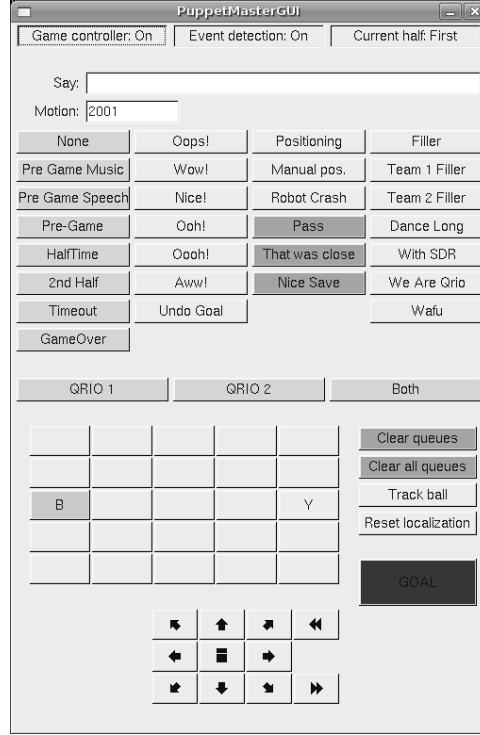 PuppetMasterGUI
Game controller: On Event detection: On Current half: First
Say:
Motion: 2001
None Oops! Positioning Filler
Pre Game Music Wow! Manual pos. Team 1 Filler
Pre Game Speech Nice! Robot Crash Team 2 Filler
Pre-Game Ooh! Pass Dance Long
HalfTime Oooh! That was close With SDR
2nd Half Aww! Nice Save We Are Qrio
Timeout Undo Goal Wafu
GameOver
QRIO 1 QRIO 2 Both
Clear queues
Clear all queues
B Y Track ball
Reset localization
GOAL